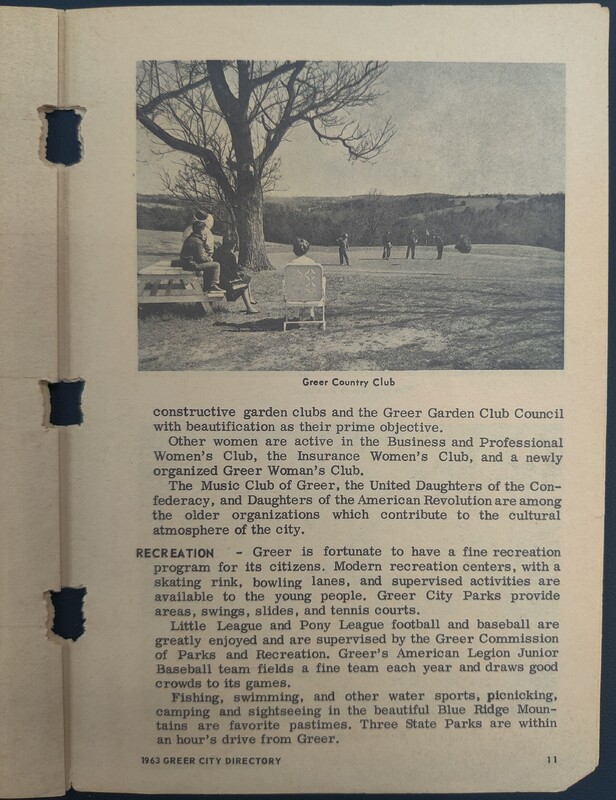 Greer Country Club
constructive garden clubs and the Greer Garden Club Council
with beautification as their prime objective.
Other women are active in the Business and Professional
Women's Club, the Insurance Women's Club, and a newly
organized Greer Woman's Club.
The Music Club of Greer, the United Daughters of the Con-
federacy, and Daughters of the American Revolution are among
the older organizations which contribute to the cultural
atmosphere of the city.
RECREATION - Greer is fortunate to have a fine recreation
program for its citizens. Modern recreation centers, with a
skating rink, bowling lanes, and supervised activities are
available to the young people. Greer City Parks provide
areas, swings, slides, and tennis courts.
Little League and Pony League football and baseball are
greatly enjoyed and are supervised by the Greer Commission
of Parks and Recreation. Greer's American Legion Junior
Baseball team fields a fine team each year and draws good
crowds to its games.
Fishing, swimming, and other water sports, picnicking,
camping and sightseeing in the beautiful Blue Ridge Moun-
tains are favorite pastimes. Three State Parks are within
an hour's drive from Greer.
1963 GREER CITY DIRECTORY 11